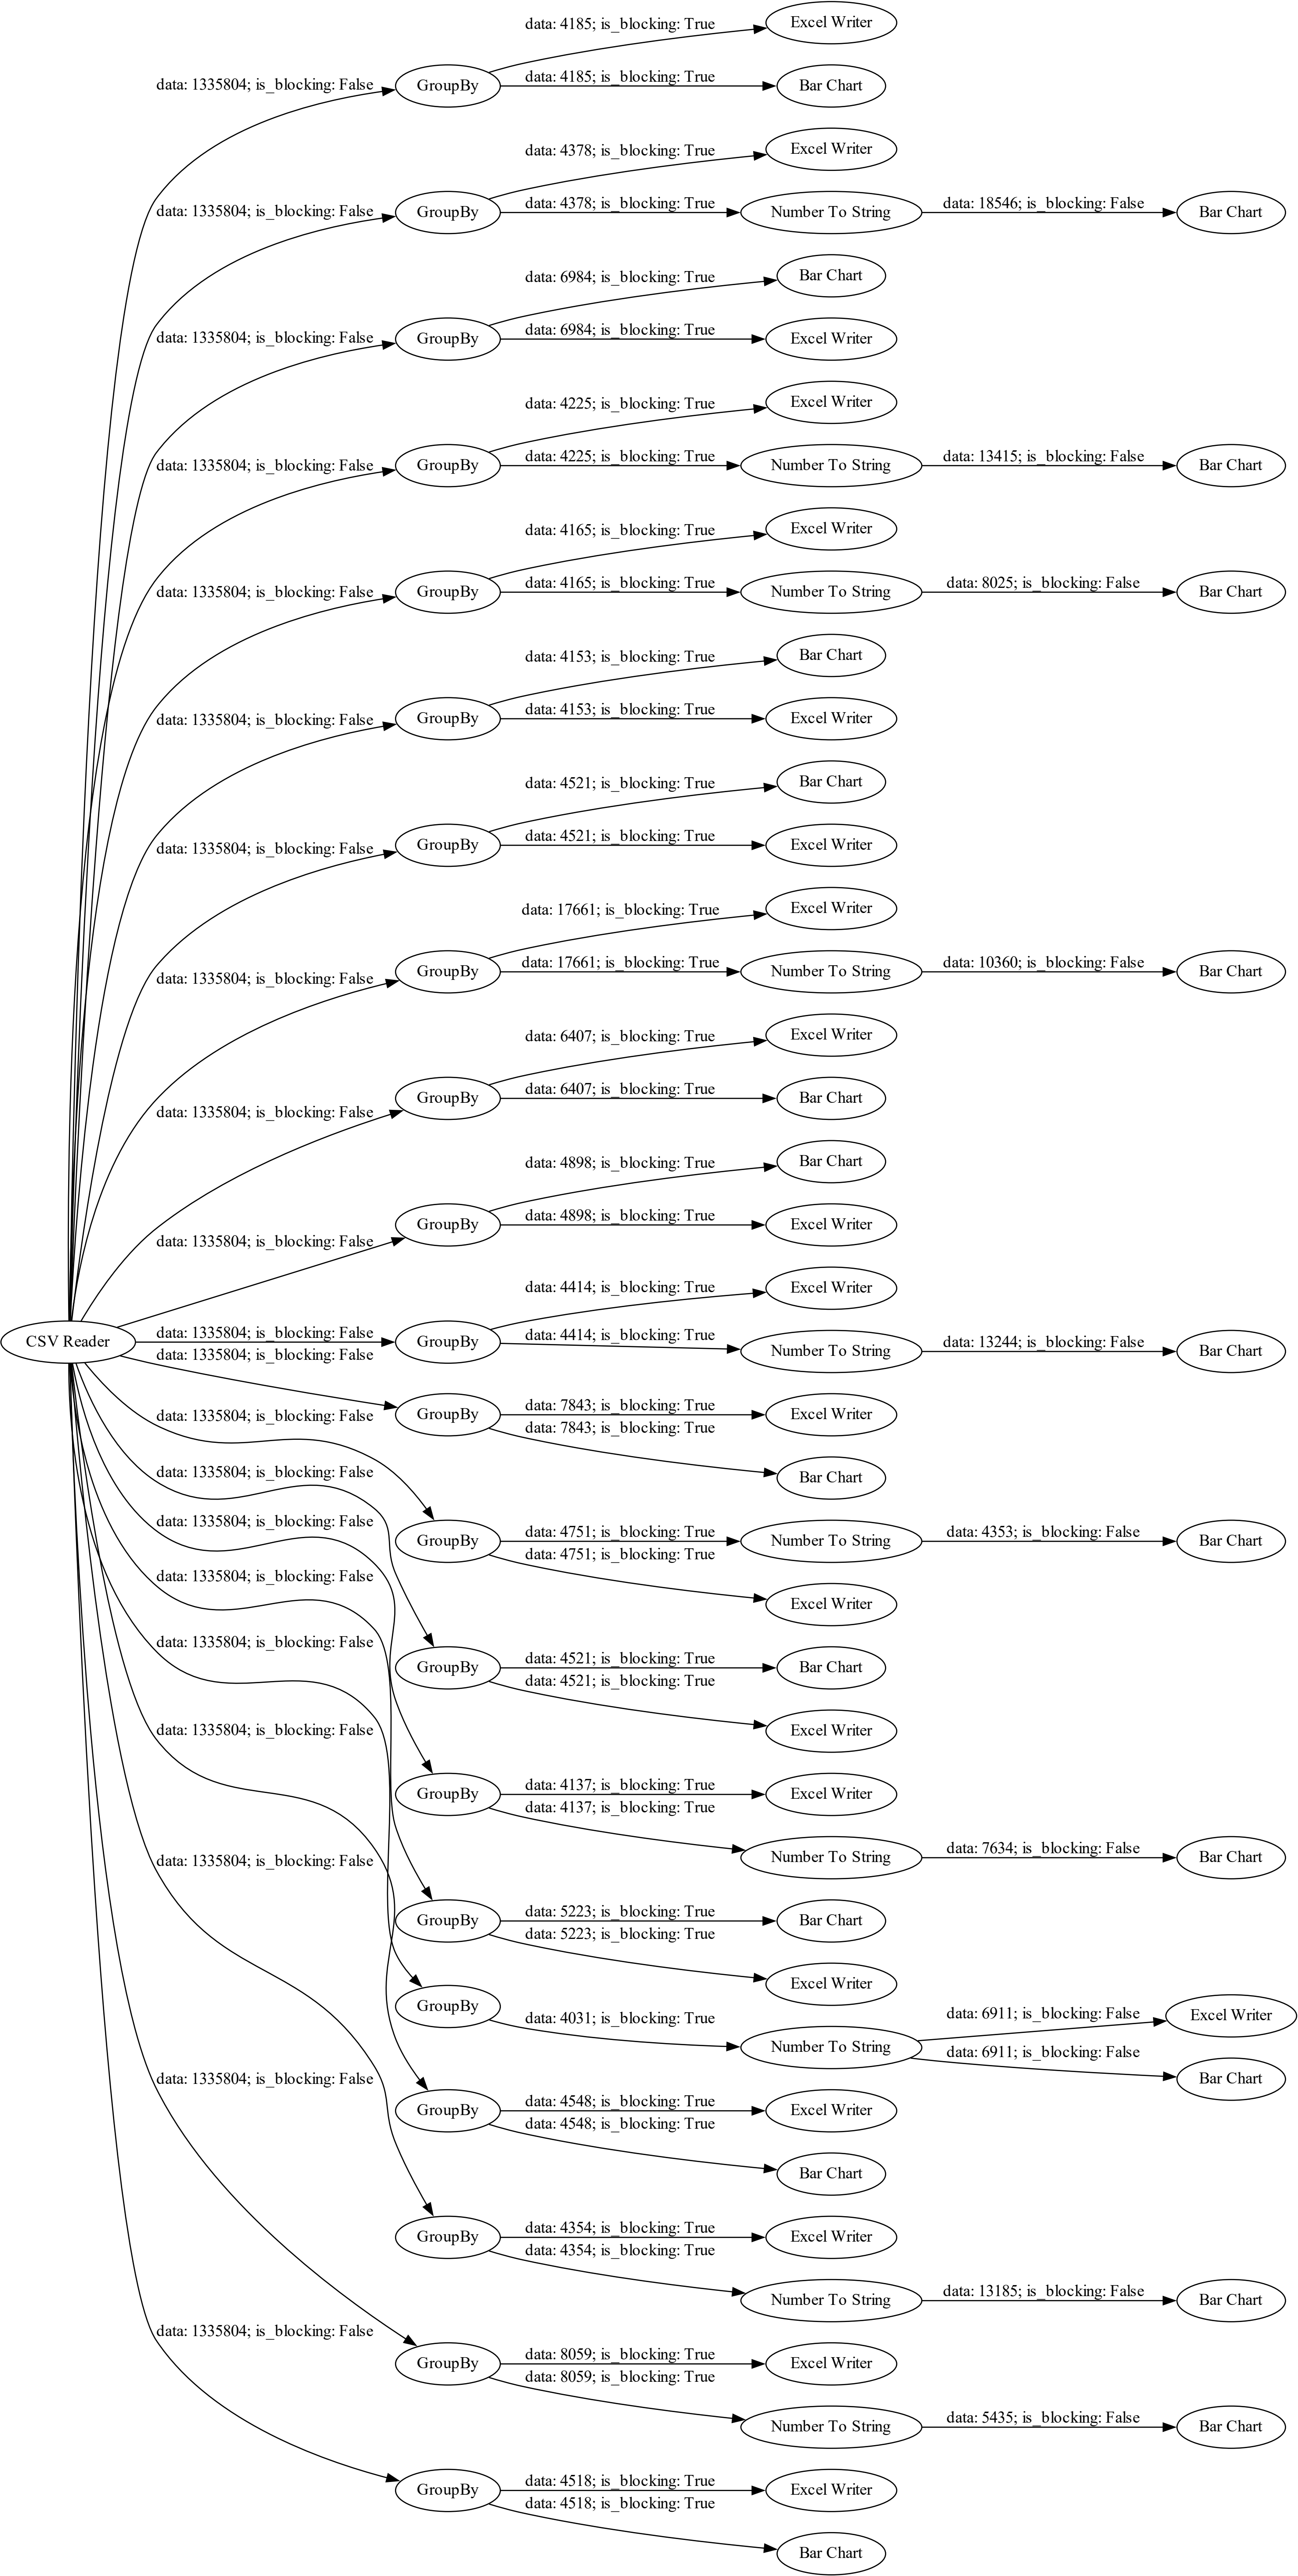 data: 4185; is_blocking: True
Excel Writer
data: 1335804; is_blocking: False
GroupBy
data: 4185; is_blocking: True
Bar Chart
data: 4378; is_blocking: True
Excel Writer
data: 1335804; is_blocking: False
GroupBy
data: 4378; is_blocking: True
Number To String
data: 18546; is_blocking: False
Bar Chart
data: 6984; is_blocking: True
Bar Chart
data: 1335804; is_blocking: False
GroupBy
data: 6984; is_blocking: True
Excel Writer
data: 4225; is_blocking: True
Excel Writer
data: 1335804; is_blocking: False
GroupBy
data: 4225; is_blocking: True
Number To String
data: 13415; is_blocking: False
Bar Chart
data: 4165; is_blocking: True
Excel Writer
data: 1335804; is_blocking: False
GroupBy
data: 4165; is_blocking: True
Number To String
data: 8025; is_blocking: False
Bar Chart
data: 4153; is_blocking: True
Bar Chart
data: 1335804; is_blocking: False
GroupBy
data: 4153; is_blocking: True
Excel Writer
data: 4521; is_blocking: True
Bar Chart
data: 1335804; is_blocking: False
GroupBy
data: 4521; is_blocking: True
Excel Writer
data: 17661; is_blocking: True
Excel Writer
data: 1335804; is_blocking: False
GroupBy
data: 17661; is_blocking: True
Number To String
data: 10360; is_blocking: False
Bar Chart
data: 6407; is_blocking: True
Excel Writer
data: 1335804; is_blocking: False
GroupBy
data: 6407; is_blocking: True
Bar Chart
data: 4898; is_blocking: True
Bar Chart
data: 1335804; is_blocking: False
GroupBy
data: 4898; is_blocking: True
Excel Writer
data: 4414; is_blocking: True
Excel Writer
CSV Reader
data: 1335804; is_blocking: False
GroupBy
data: 4414; is_blocking: True
Number To String
data: 13244; is_blocking: False
Bar Chart
data: 1335804; is_blocking: False
GroupBy
data: 7843; is_blocking: True
Excel Writer
data: 7843; is_blocking: True
Bar Chart
data: 1335804; is_blocking: False
GroupBy
data: 4751; is_blocking: True
Number To String
data: 4353; is_blocking: False
Bar Chart
data: 4751; is_blocking: True
Excel Writer
data: 1335804; is_blocking: False
GroupBy
data: 4521; is_blocking: True
Bar Chart
data: 4521; is_blocking: True
Excel Writer
data: 1335804; is_blocking: False
GroupBy
data: 4137; is_blocking: True
Excel Writer
data: 4137; is_blocking: True
Number To String
data: 7634; is_blocking: False
Bar Chart
data: 1335804; is_blocking: False
GroupBy
data: 5223; is_blocking: True
Bar Chart
data: 5223; is_blocking: True
Excel Writer
data: 1335804; is_blocking: False
GroupBy
data: 4031; is_blocking: True
Number To String
data: 6911; is_blocking: False
Excel Writer
data: 6911; is_blocking: False
Bar Chart
data: 1335804; is_blocking: False
GroupBy
data: 4548; is_blocking: True
Excel Writer
data: 4548; is_blocking: True
Bar Chart
data: 1335804; is_blocking: False
GroupBy
data: 4354; is_blocking: True
Excel Writer
data: 4354; is_blocking: True
Number To String
data: 13185; is_blocking: False
Bar Chart
data: 1335804; is_blocking: False
GroupBy
data: 8059; is_blocking: True
Excel Writer
data: 8059; is_blocking: True
Number To String
data: 5435; is_blocking: False
Bar Chart
data: 1335804; is_blocking: False
GroupBy
data: 4518; is_blocking: True
Excel Writer
data: 4518; is_blocking: True
Bar Chart